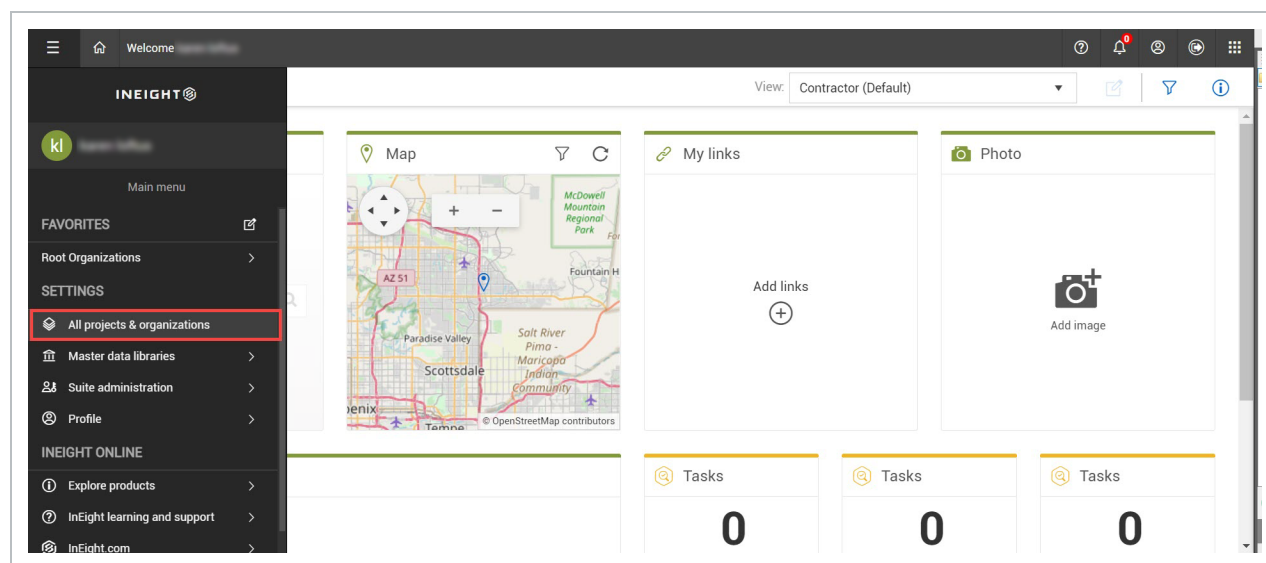 Welcome
0
INEIGHT
View: Contractor (Default)
kl
Main menu
FAVORITES
Root Organizations
SETTINGS
All projects & organizations
Master data libraries
Suite administration
Profile
INEIGHT ONLINE
Explore products
InEight learning and support
InEight.com
Map
McDowell
Mountain
Regional
Park
For
AZ 51
Fountain H
Paradise Valley
Salt River
Pima -
Maricopa
Indian
Community
Scottsdale
oenix
Tempe
© OpenStreetMap contributors
My links
Add links
Photo
Add image
Tasks
0
Tasks
0
Tasks
0